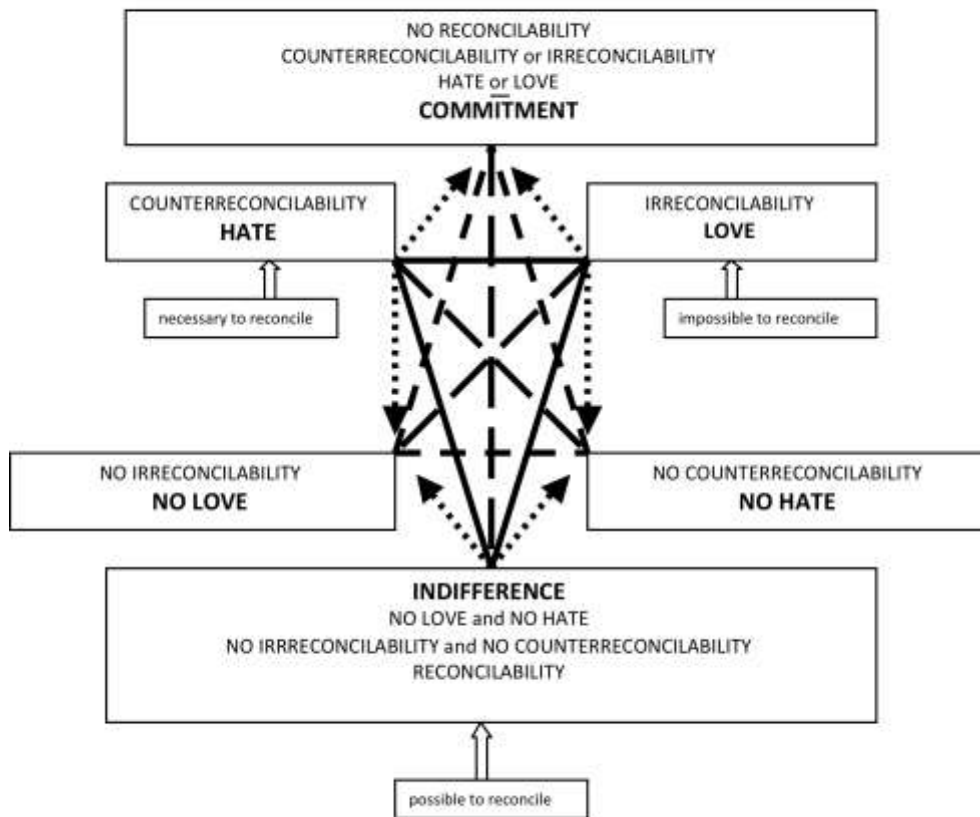 NO RECONCILABILITY
COUNTERRECONCILABILITY or IRRECONCILABILITY
HATE or LOVE
COMMITMENT
COUNTERRECONCILABILITY
HATE
IRRECONCILABILITY
LOVE
necessary to reconcile
impossible to reconcile
NO IRRECONCILABILITY
NO LOVE
NO COUNTERRECONCILABILITY
NO HATE
INDIFFERENCE
NO LOVE and NO HATE
NO IRRRECONCILABILITY and NO COUNTERRECONCILABILITY
RECONCILABILITY
possible to reconcile